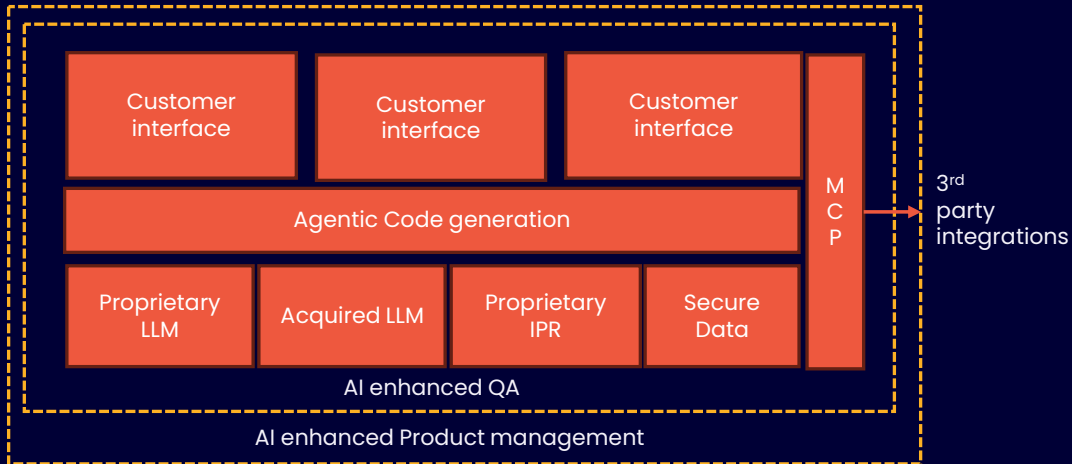 Customer
interface
Customer
interface
Customer
interface
M
C
P
3rd
party
integrations
Agentic Code generation
Proprietary
LLM
Acquired LLM
Proprietary
IPR
Secure
Data
AI enhanced QA
AI enhanced Product management